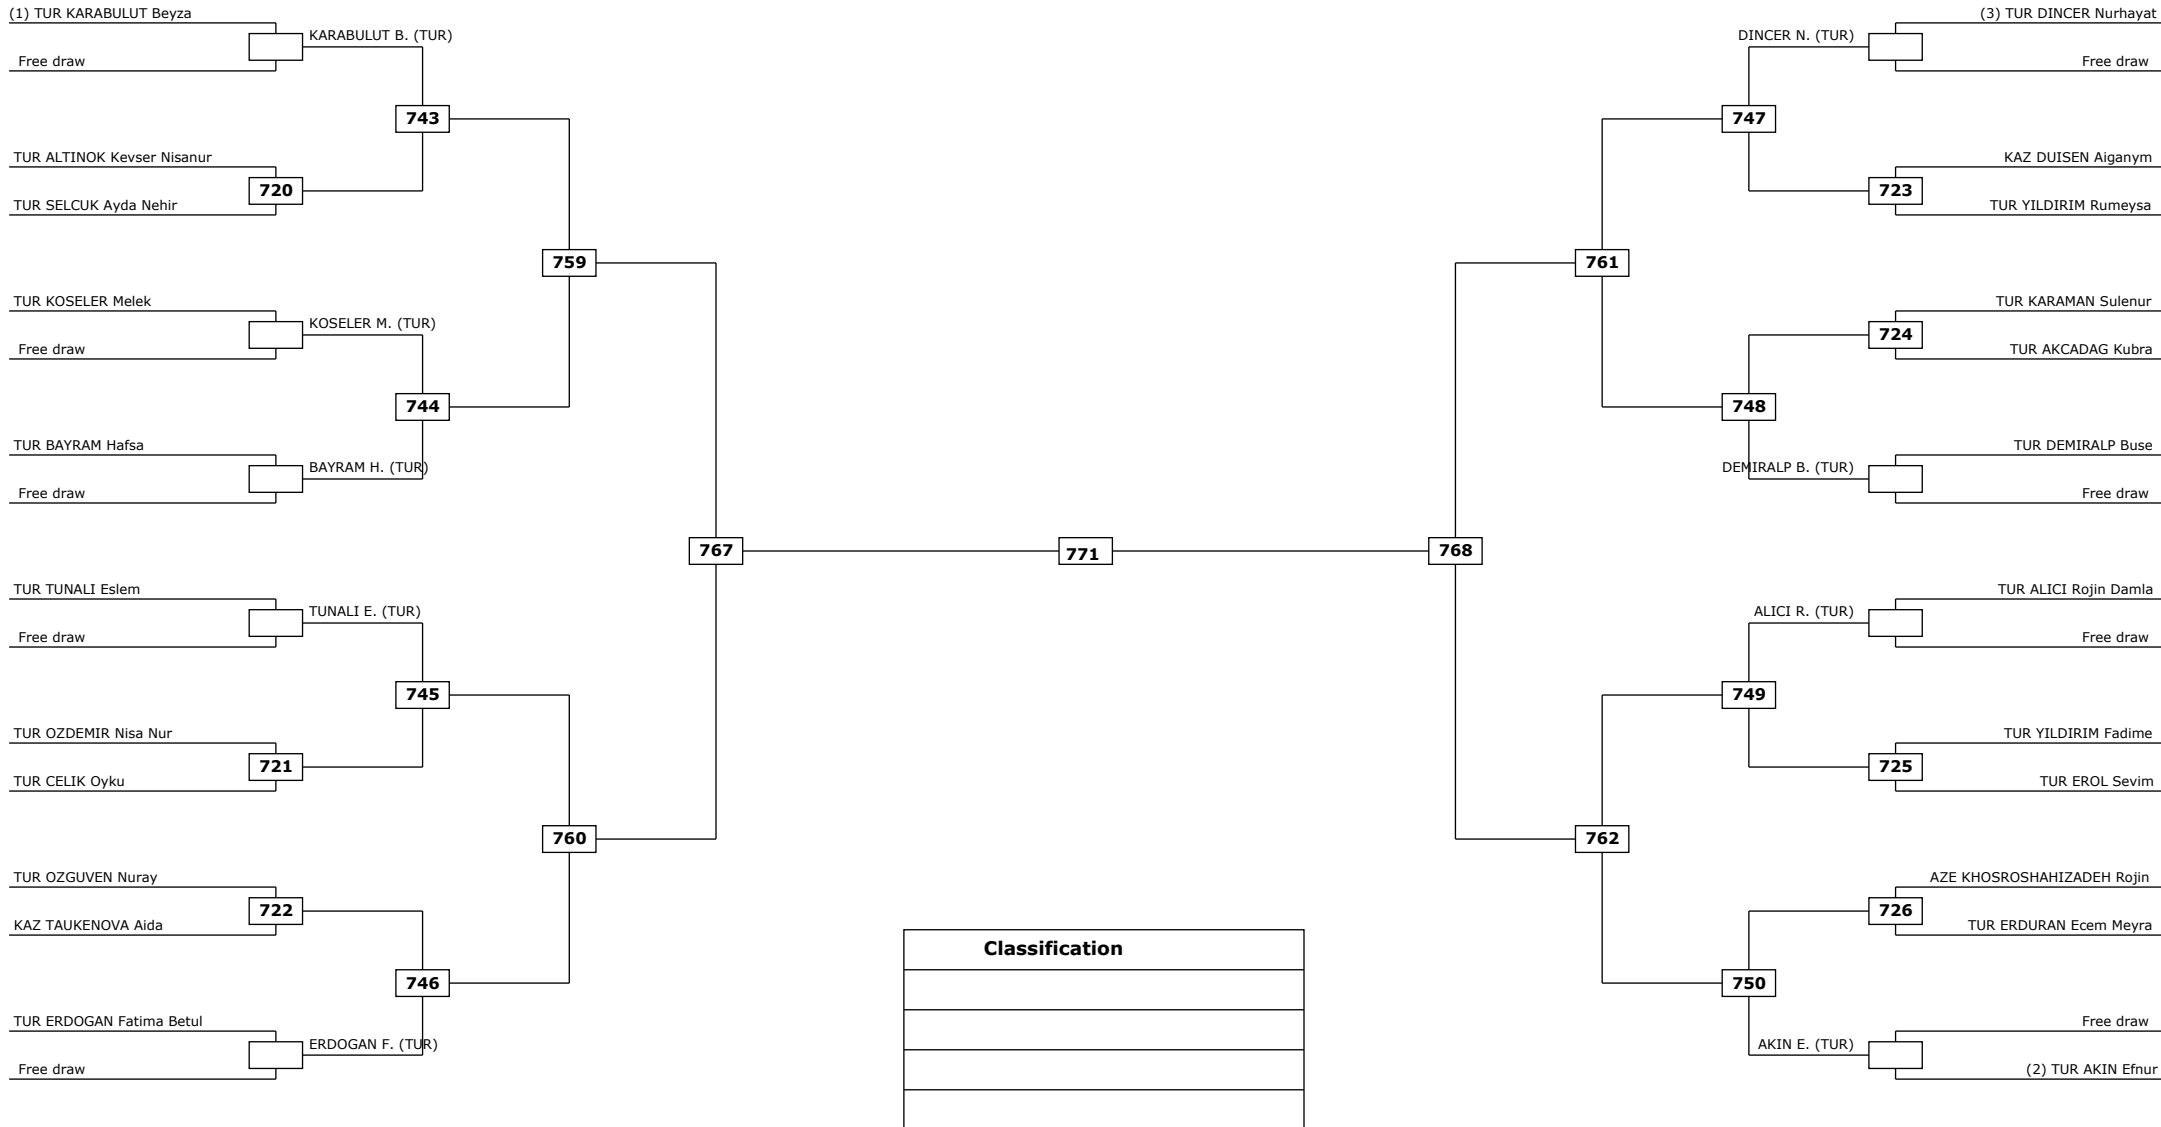 (1) TUR KARABULUT Beyza
KARABULUT B. (TUR)
Free draw
743
TUR ALTINOK Kevser Nisanur
720
TUR SELCUK Ayda Nehir
759
TUR KOSELER Melek
KOSELER M. (TUR)
Free draw
744
TUR BAYRAM Hafsa
BAYRAM H. (TUR)
Free draw
767
TUR TUNALI Eslem
TUNALI E. (TUR)
Free draw
745
TUR OZDEMIR Nisa Nur
721
TUR CELIK Oyku
760
TUR OZGUVEN Nuray
722
KAZ TAUKENOVA Aida
746
TUR ERDOGAN Fatima Betul
ERDOGAN F. (TUR)
Free draw
771
Classification
(3) TUR DINCER Nurhayat
DINCER N. (TUR)
Free draw
747
KAZ DUISEN Aiganym
723
TUR YILDIRIM Rumeysa
761
TUR KARAMAN Sulenur
724
TUR AKCADAG Kubra
748
TUR DEMIRALP Buse
DEMIRALP B. (TUR)
Free draw
768
TUR ALICI Rojin Damla
ALICI R. (TUR)
Free draw
749
TUR YILDIRIM Fadime
725
TUR EROL Sevim
762
AZE KHOSROSHAHIZADEH Rojin
726
TUR ERDURAN Ecem Meyra
750
Free draw
AKIN E. (TUR)
(2) TUR AKIN Efnur